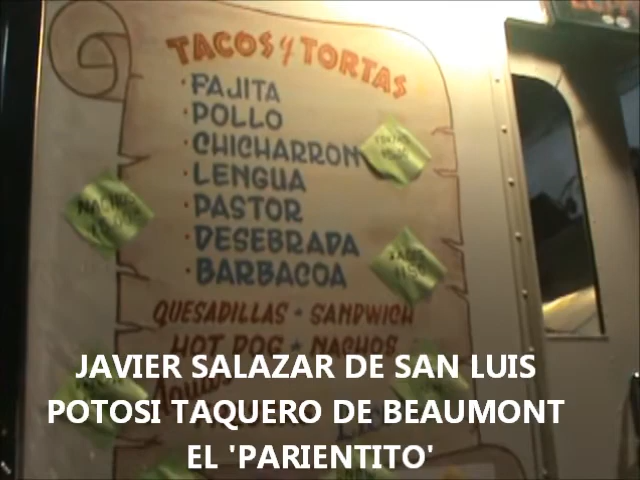 TACOS Y TORTAS
· FAJITA
· POLLO
· CHICHARRON
· LENGUA
· PASTOR
· DESEBRADA
· BARBACOA
QUESADILLAS · SANDWICH
HOT DOG · NACHOS
JAVIER SALAZAR DE SAN LUIS
POTOSI TAQUERO DE BEAUMONT
EL 'PARIENTITO'